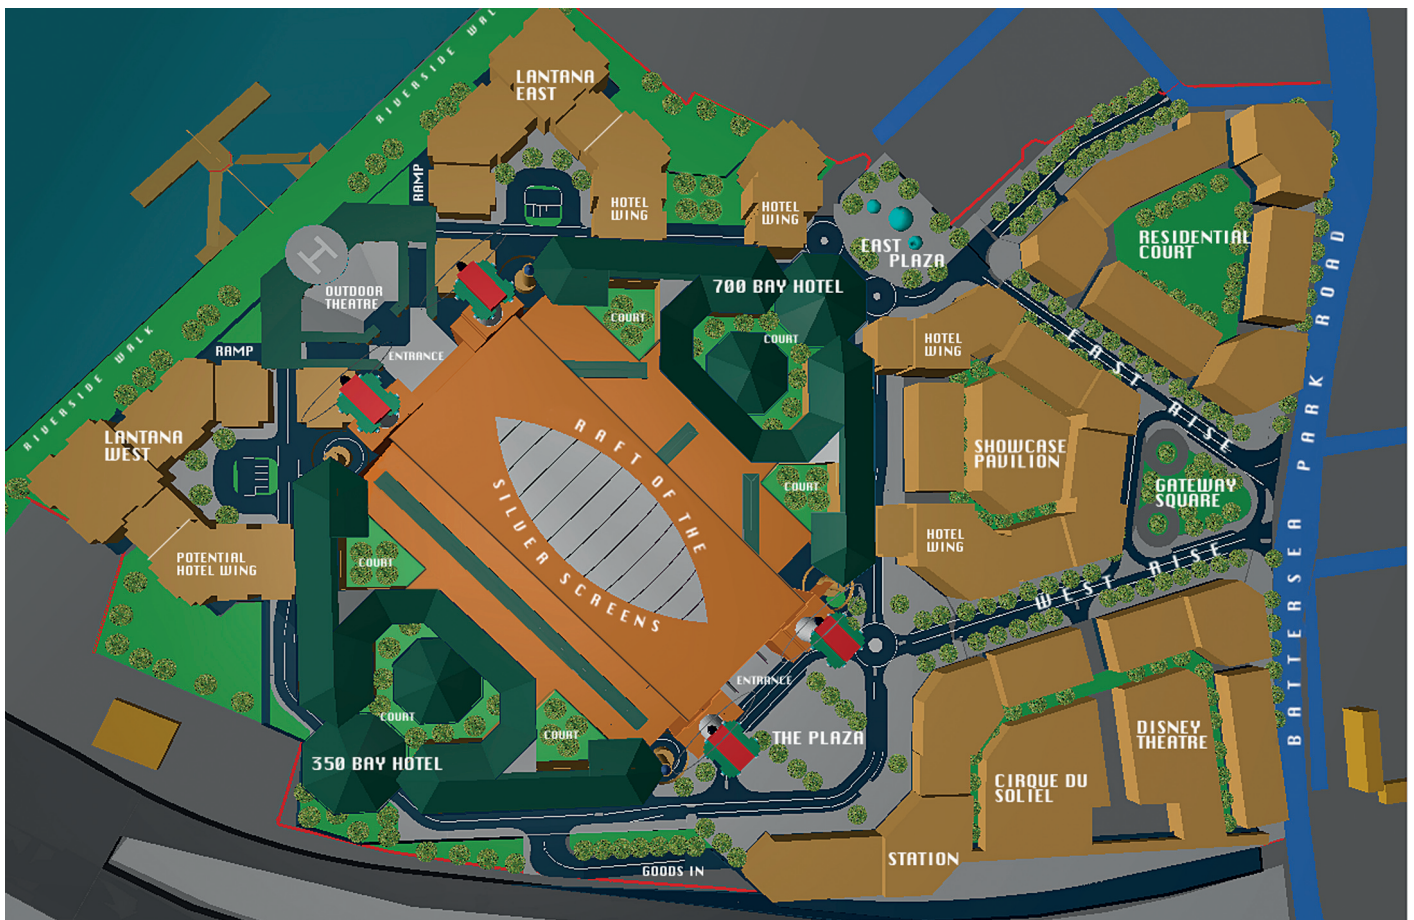 RIVERSIDE WAL
LANTANA
EAST
RAMP
HOTEL
WING
HOTEL
WING
EAST
PLAZA
RESIDENTIAL
COURT
H
OUTDOOR
THEATRE
700 BAY HOTEL
COURT
COURT
RIVERSIDE WALK
RAMP
ENTRANCE
HOTEL
WING
EAST RISE
BATTERSEA PARK ROAD
LANTANA
WEST
RAFT OF THE
SILVER SCREENS
SHOWCASE
PAVILION
GATEWAY
SQUARE
COURT
HOTEL
WING
POTENTIAL
HOTEL WING
COURT
WEST RISE
ENTRANCE
COURT
COURT
THE PLAZA
DISNEY
THEATRE
350 BAY HOTEL
CIRQUE DU
SOLIEL
STATION
GOODS IN